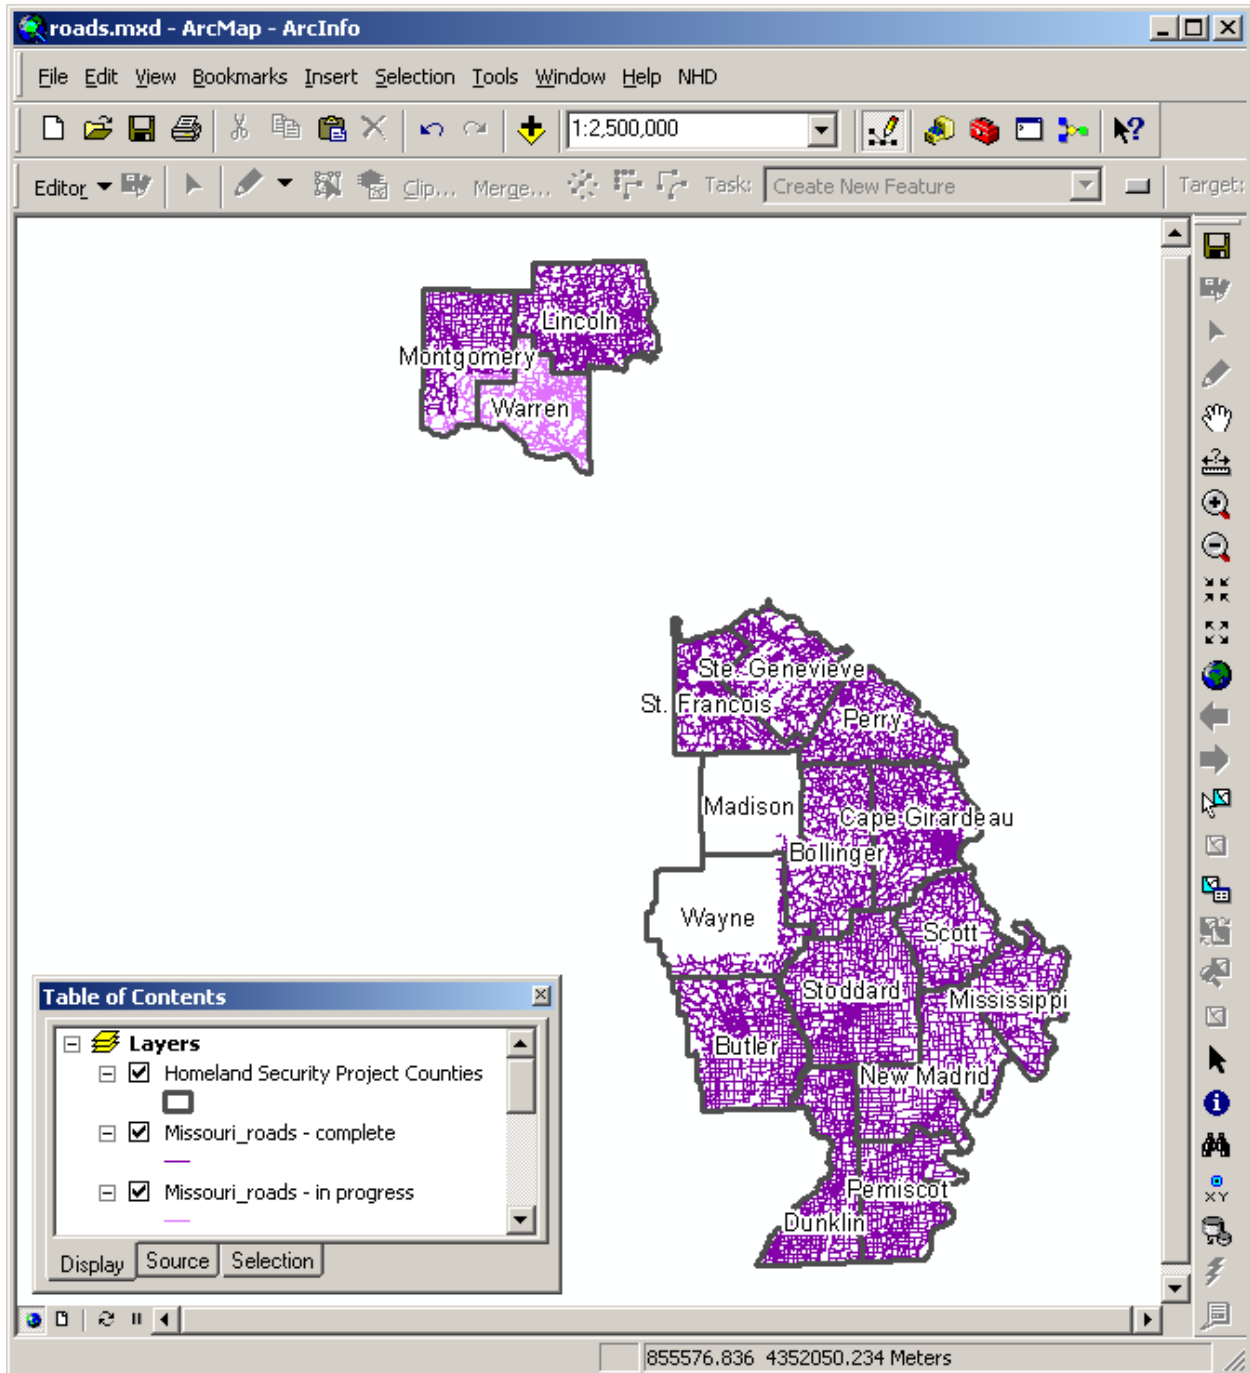 roads.mxd - ArcMap - ArcInfo
File Edit View Bookmarks Insert Selection Tools Window Help NHD
1:2,500,000
Editor Clip... Merge... Task: Create New Feature Target:
Lincoln
Montgomery
Warren
Ste. Genevieve
St. Francois
Perry
Madison
Cape Girardeau
Bollinger
Wayne
Scott
Stoddard
Mississippi
Butler
New Madrid
Pemiscot
Dunklin
Table of Contents
Layers
Homeland Security Project Counties
Missouri_roads - complete
Missouri_roads - in progress
Display Source Selection
XY
855576.836 4352050.234 Meters